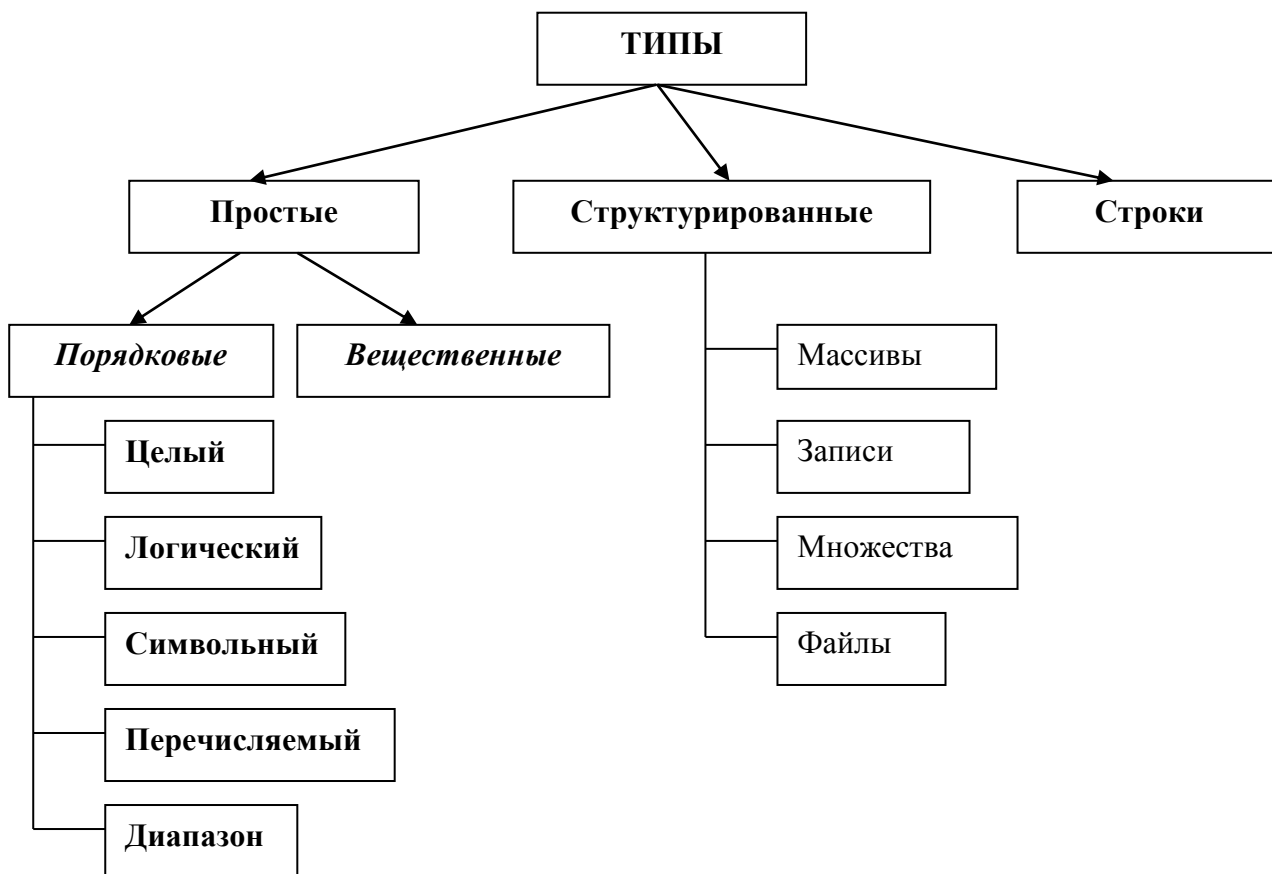 ТИПЫ
Простые
Структурированные
Строки
Порядковые
Вещественные
Массивы
Целый
Записи
Логический
Множества
Символьный
Файлы
Перечисляемый
Диапазон